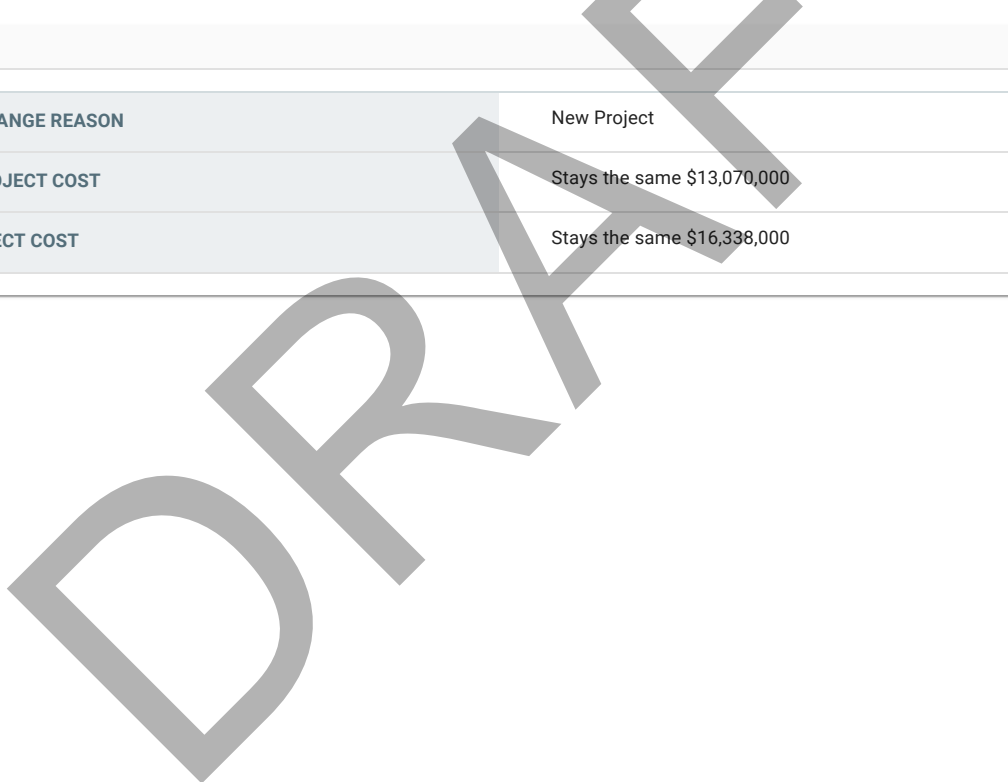 ANGE REASON New Project
JECT COST Stays the same $13,070,000
ECT COST Stays the same $16,338,000
DRAF